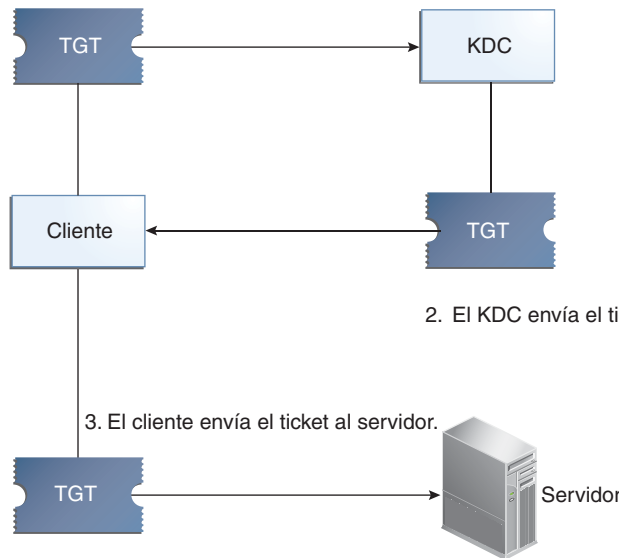 TGT
KDC
Cliente
TGT
2. El KDC envía el ti
3. El cliente envía el ticket al servidor.
TGT
Servidor